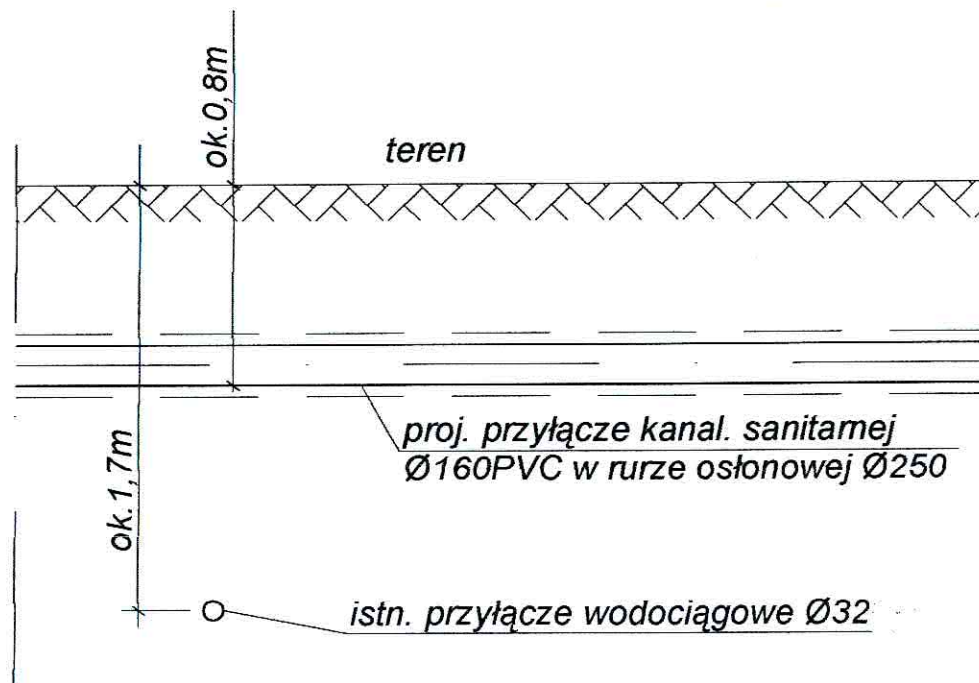 ok.0,8m
teren
proj. przyłącze kanal. sanitarnej
Ø160PVC w rurze osłonowej Ø250
ok.1,7m
istn. przyłącze wodociągowe Ø32